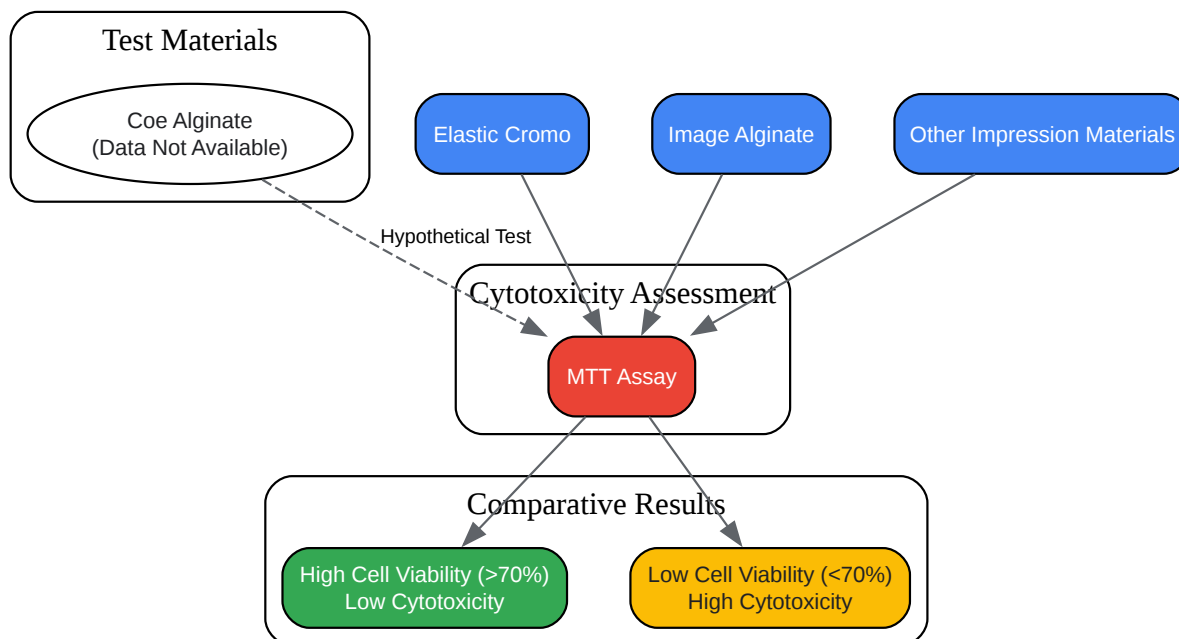 Test Materials
Coe Alginate
(Data Not Available)
Elastic Cromo
Image Alginate
Other Impression Materials
Hypothetical Test
Cytotoxicity Assessment
MTT Assay
Comparative Results
High Cell Viability (>70%)
Low Cytotoxicity
Low Cell Viability (<70%)
High Cytotoxicity